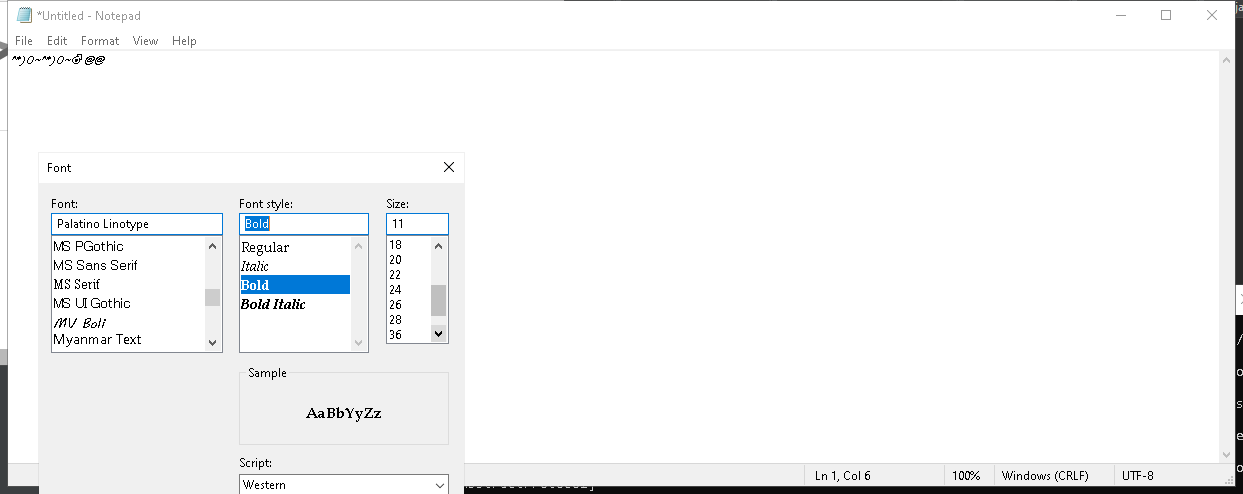 *Untitled - Notepad
File Edit Format View Help
Font
Font: Font style: Size:
Palatino Linotype Bold 11
MS PGothic Regular 18
MS Sans Serif Italic 20
MS Serif Bold 22
MS UI Gothic Bold Italic 24
MV Boli 26
Myanmar Text 28
36
Sample
AaBbYyZz
Script:
Western
Ln 1, Col 6 100% Windows (CRLF) UTF-8